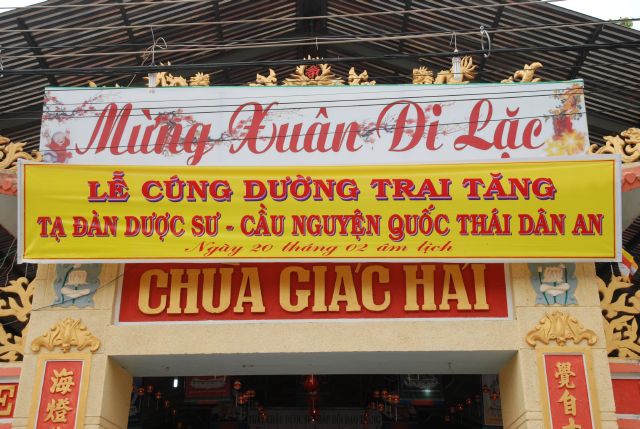 Mừng Xuân Di Lặc
LỄ CÚNG DƯỜNG TRAI TĂNG
TẠ ĐÀN DƯỢC SƯ - CẦU NGUYỆN QUỐC THÁI DÂN AN
Ngày 20 tháng 02 âm lịch
CHÙA GIÁC HẢI
海燈
覺自